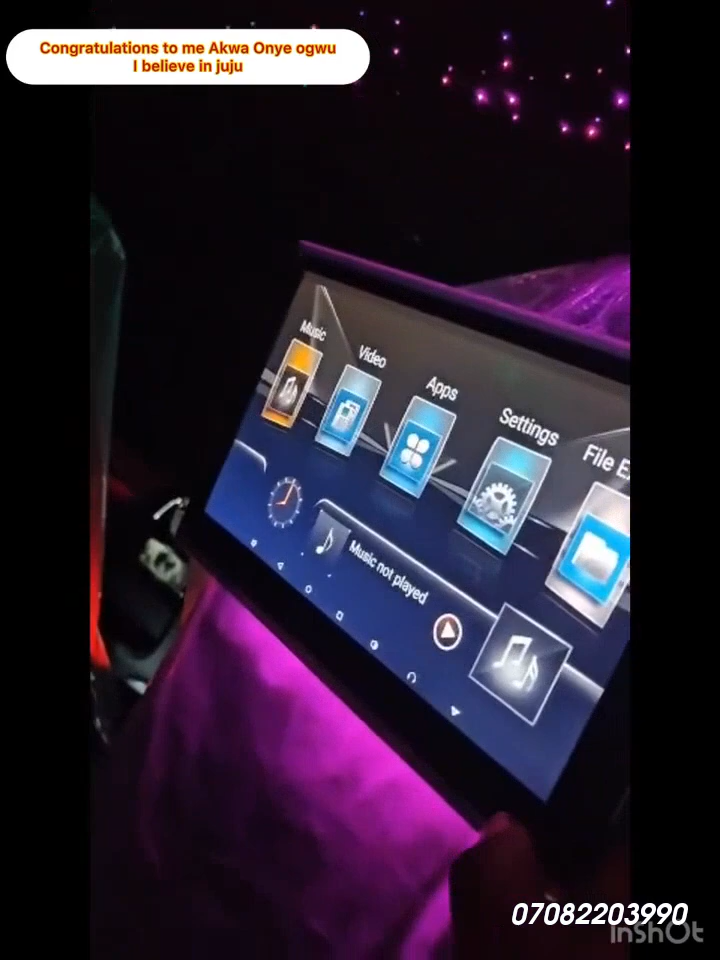 Congratulations to me Akwa Onye ogwu
I believe in juju
Music
Video
Apps
Settings
File E
Music not played
07082203990
InShOt